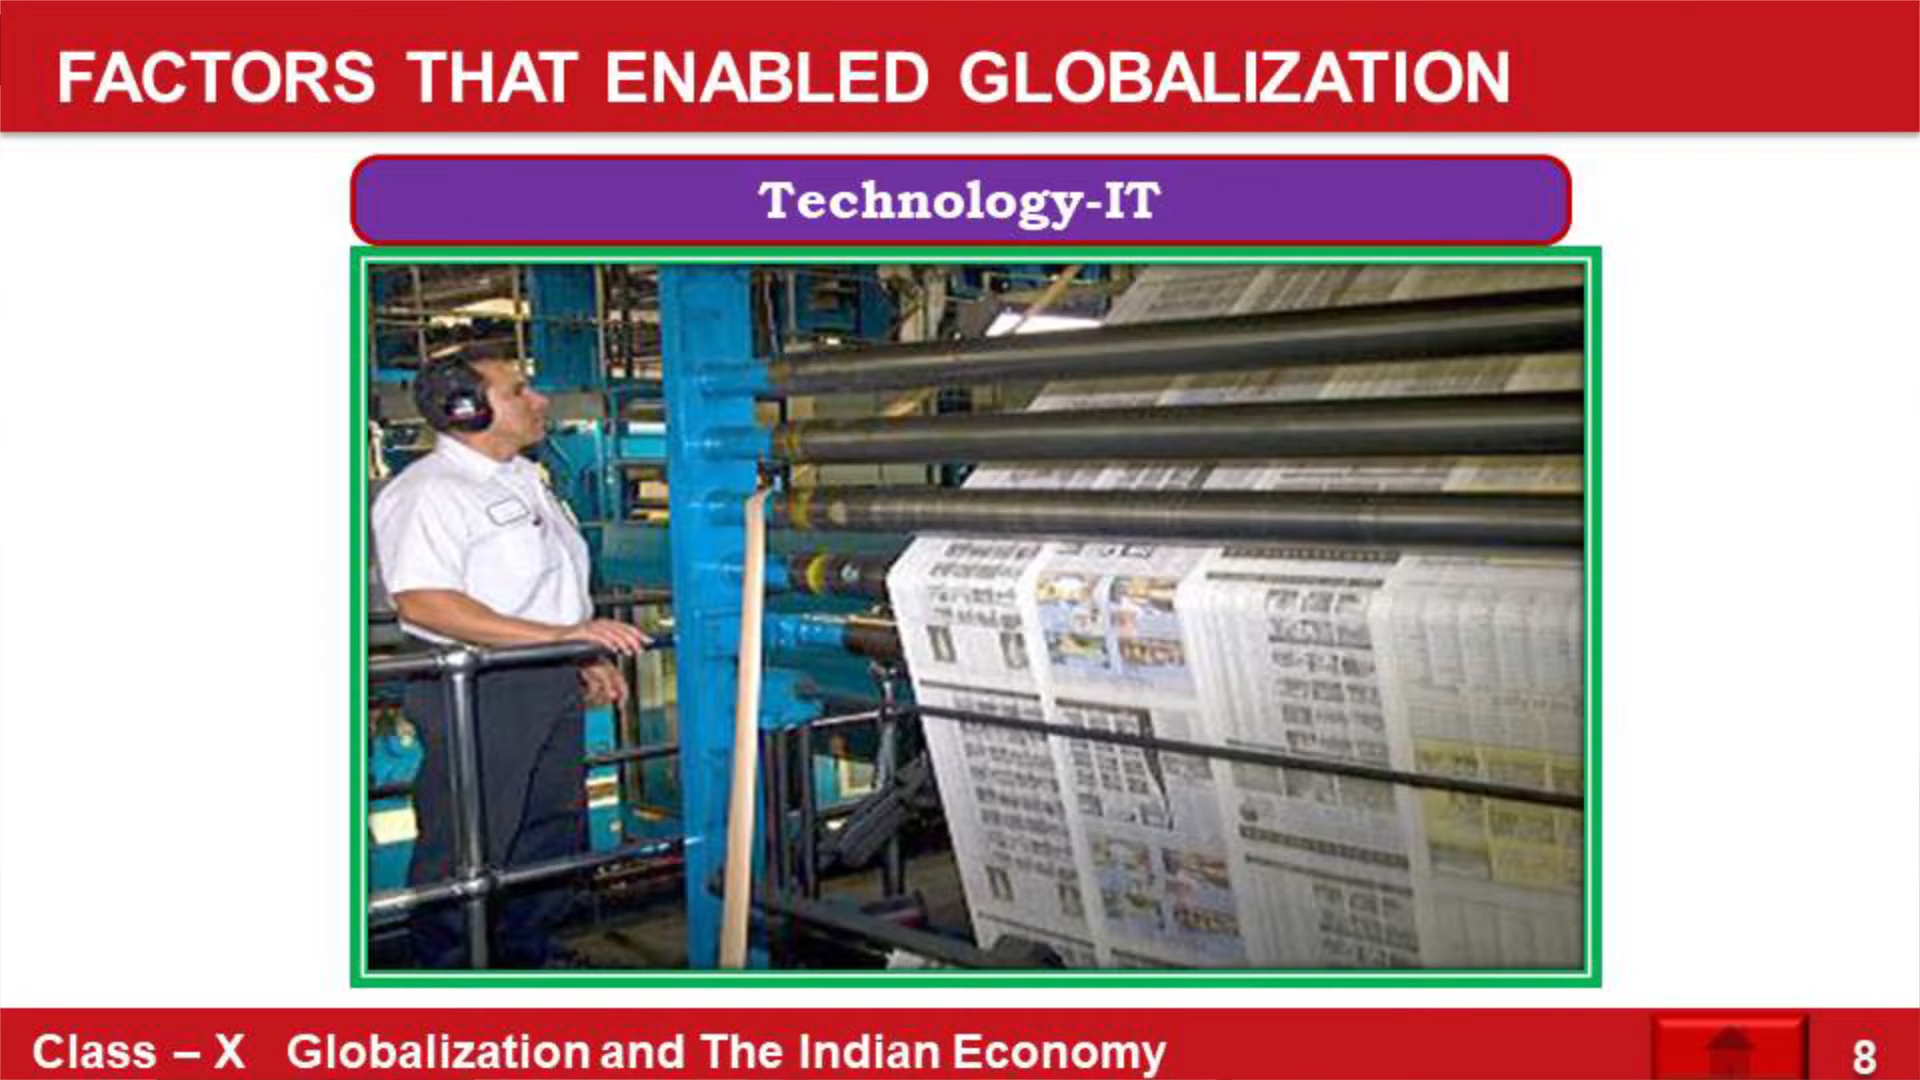 FACTORS THAT ENABLED GLOBALIZATION
Technology-IT
Class – X Globalization and The Indian Economy
8